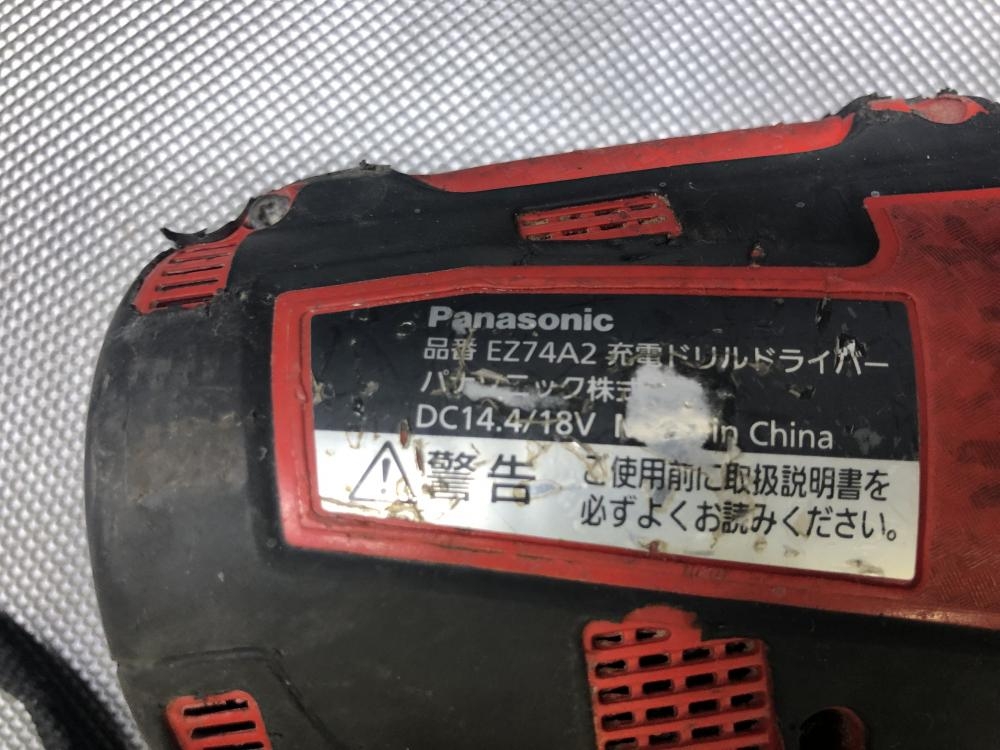 Panasonic
品番 EZ74A2 充電ドリルドライバー
パナソニック株式
DC14.4/18V in China
警告
ご使用前に取扱説明書を
必ずよくお読みください。